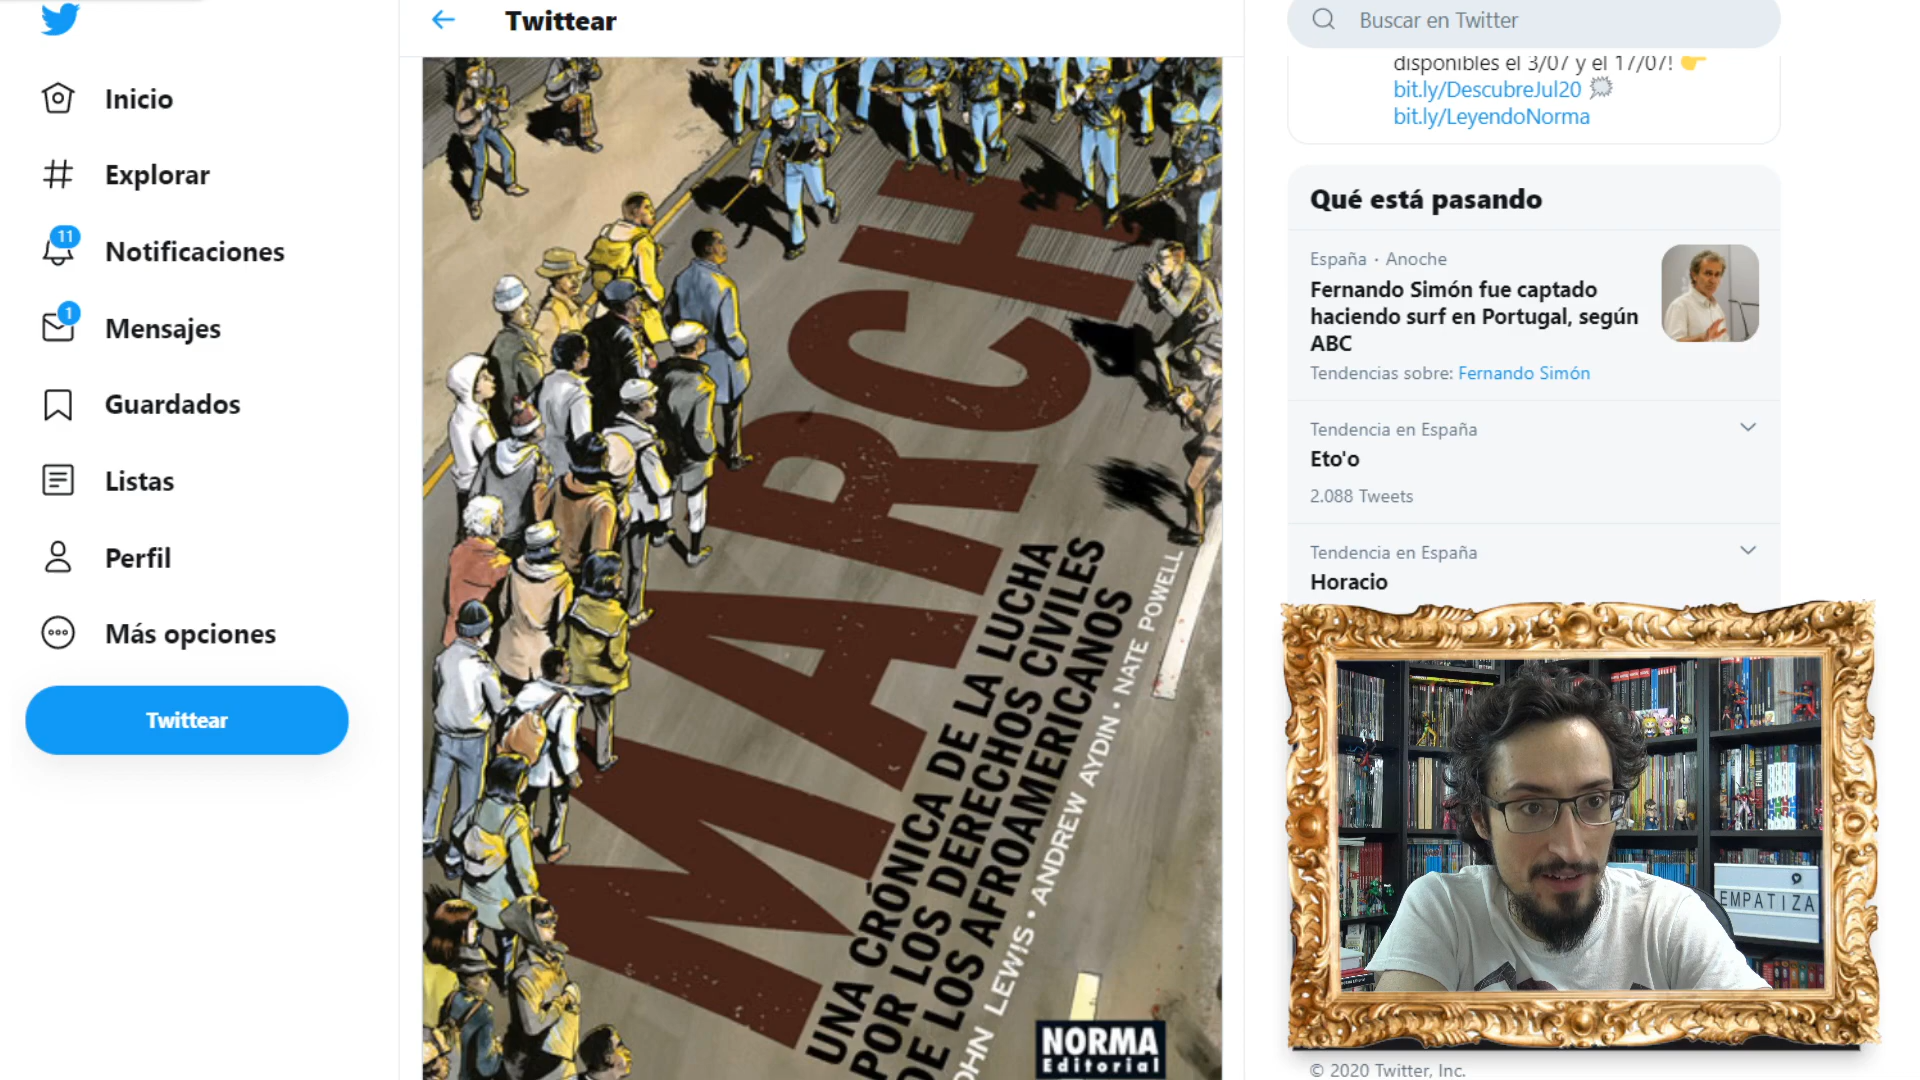 Inicio
Explorar
11
Notificaciones
1
Mensajes
Guardados
Listas
Perfil
Más opciones
Twittear
Twittear
MARCH
UNA CRÓNICA DE LA LUCHA
POR LOS DERECHOS CIVILES
DE LOS AFROAMERICANOS
OHN LEWIS • ANDREW AYDIN • NATE POWELL
NORMA
Editorial
Buscar en Twitter
disponibles el 3/07 y el 17/07! 👉
bit.ly/DescubreJul20
bit.ly/LeyendoNorma
Qué está pasando
España · Anoche
Fernando Simón fue captado
haciendo surf en Portugal, según
ABC
Tendencias sobre: Fernando Simón
Tendencia en España
Eto'o
2.088 Tweets
Tendencia en España
Horacio
EMPATIZA
© 2020 Twitter, Inc.